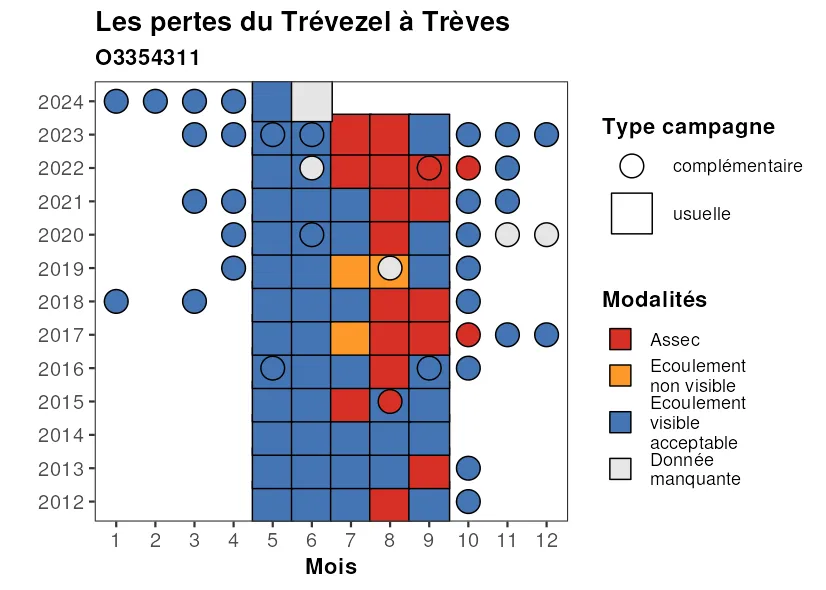 Les pertes du Trévezel à Trèves
O3354311
2024
2023
2022
2021
2020
2019
2018
2017
2016
2015
2014
2013
2012
1 2 3 4 5 6 7 8 9 10 11 12
Mois
Type campagne
complémentaire
usuelle
Modalités
Assec
Ecoulement
non visible
Ecoulement
visible
acceptable
Donnée
manquante